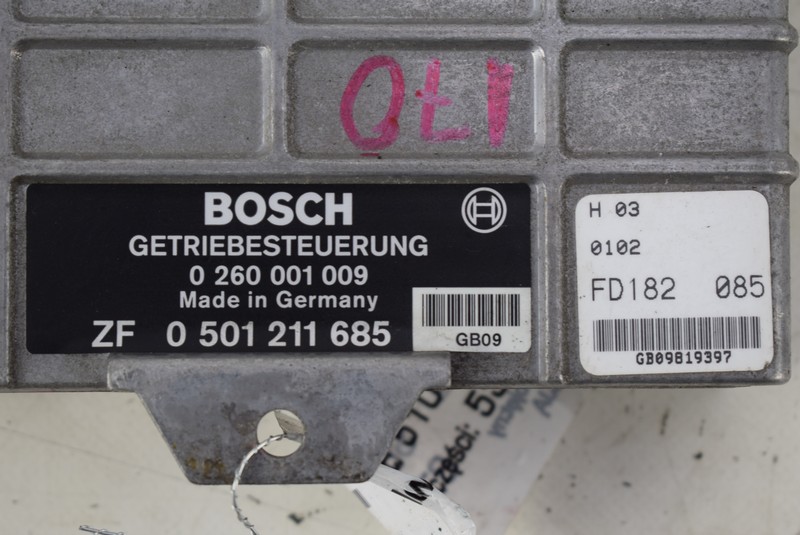 BOSCH
GETRIEBESTEUERUNG
0 260 001 009
Made in Germany
ZF 0 501 211 685
GB09
H 03
0102
FD182 085
GB09819397
części: